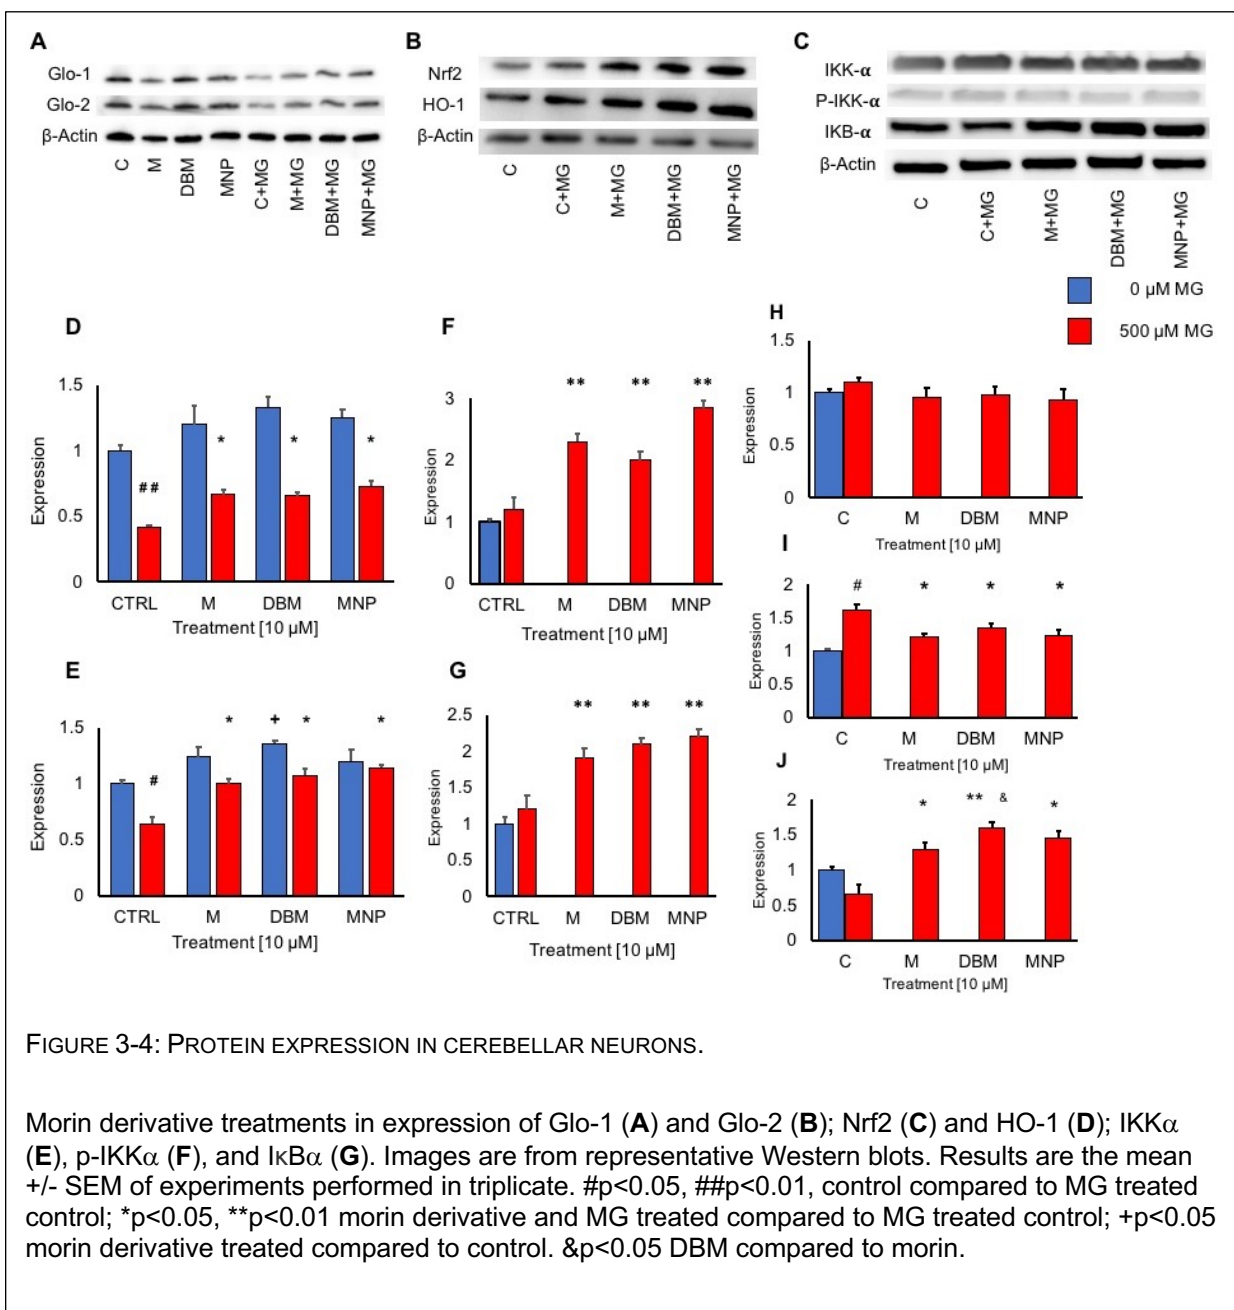 A
Glo-1
Glo-2
β-Actin
C
M
DBM
MNP
C+MG
M+MG
DBM+MG
MNP+MG
B
Nrf2
HO-1
β-Actin
C
C+MG
M+MG
DBM+MG
MNP+MG
C
IKK-α
P-IKK-α
IKB-α
β-Actin
C
C+MG
M+MG
DBM+MG
MNP+MG
0 µM MG
500 µM MG
D
Expression
1.5
1
0.5
0
##
*
*
*
CTRL
M
DBM
MNP
Treatment [10 µM]
E
Expression
1.5
1
0.5
0
#
*
+
*
*
CTRL
M
DBM
MNP
Treatment [10 µM]
F
Expression
3
2
1
0
**
**
**
CTRL
M
DBM
MNP
G
Expression
2.5
2
1.5
1
0.5
0
**
**
**
CTRL
M
DBM
MNP
Treatment [10 µM]
H
Expression
1.5
1
0.5
0
C
M
DBM
MNP
Treatment [10 µM]
I
Expression
2
1.5
1
0.5
0
#
*
*
*
C
M
DBM
MNP
Treatment [10 µM]
J
Expression
2
1.5
1
0.5
0
*
** &
*
C
M
DBM
MNP
Treatment [10 µM]
FIGURE 3-4: PROTEIN EXPRESSION IN CEREBELLAR NEURONS.
Morin derivative treatments in expression of Glo-1 (A) and Glo-2 (B); Nrf2 (C) and HO-1 (D); IKKα
(E), p-IKKα (F), and IκBα (G). Images are from representative Western blots. Results are the mean
+/- SEM of experiments performed in triplicate. #p<0.05, ##p<0.01, control compared to MG treated
control; *p<0.05, **p<0.01 morin derivative and MG treated compared to MG treated control; +p<0.05
morin derivative treated compared to control. &p<0.05 DBM compared to morin.